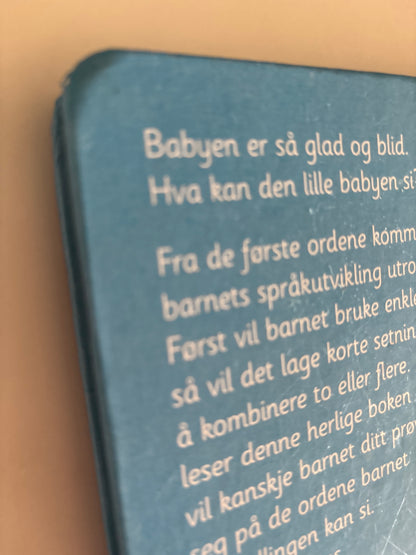 Babyen er så glad og blid.
Hva kan den lille babyen si?
Fra de første ordene komm
barnets språkutvikling utro
Først vil barnet bruke enkle
så vil det lage korte setnin
å kombinere to eller flere.
leser denne herlige boken
vil kanskje barnet ditt prøv
seg på de ordene barnet
lingen kan si.